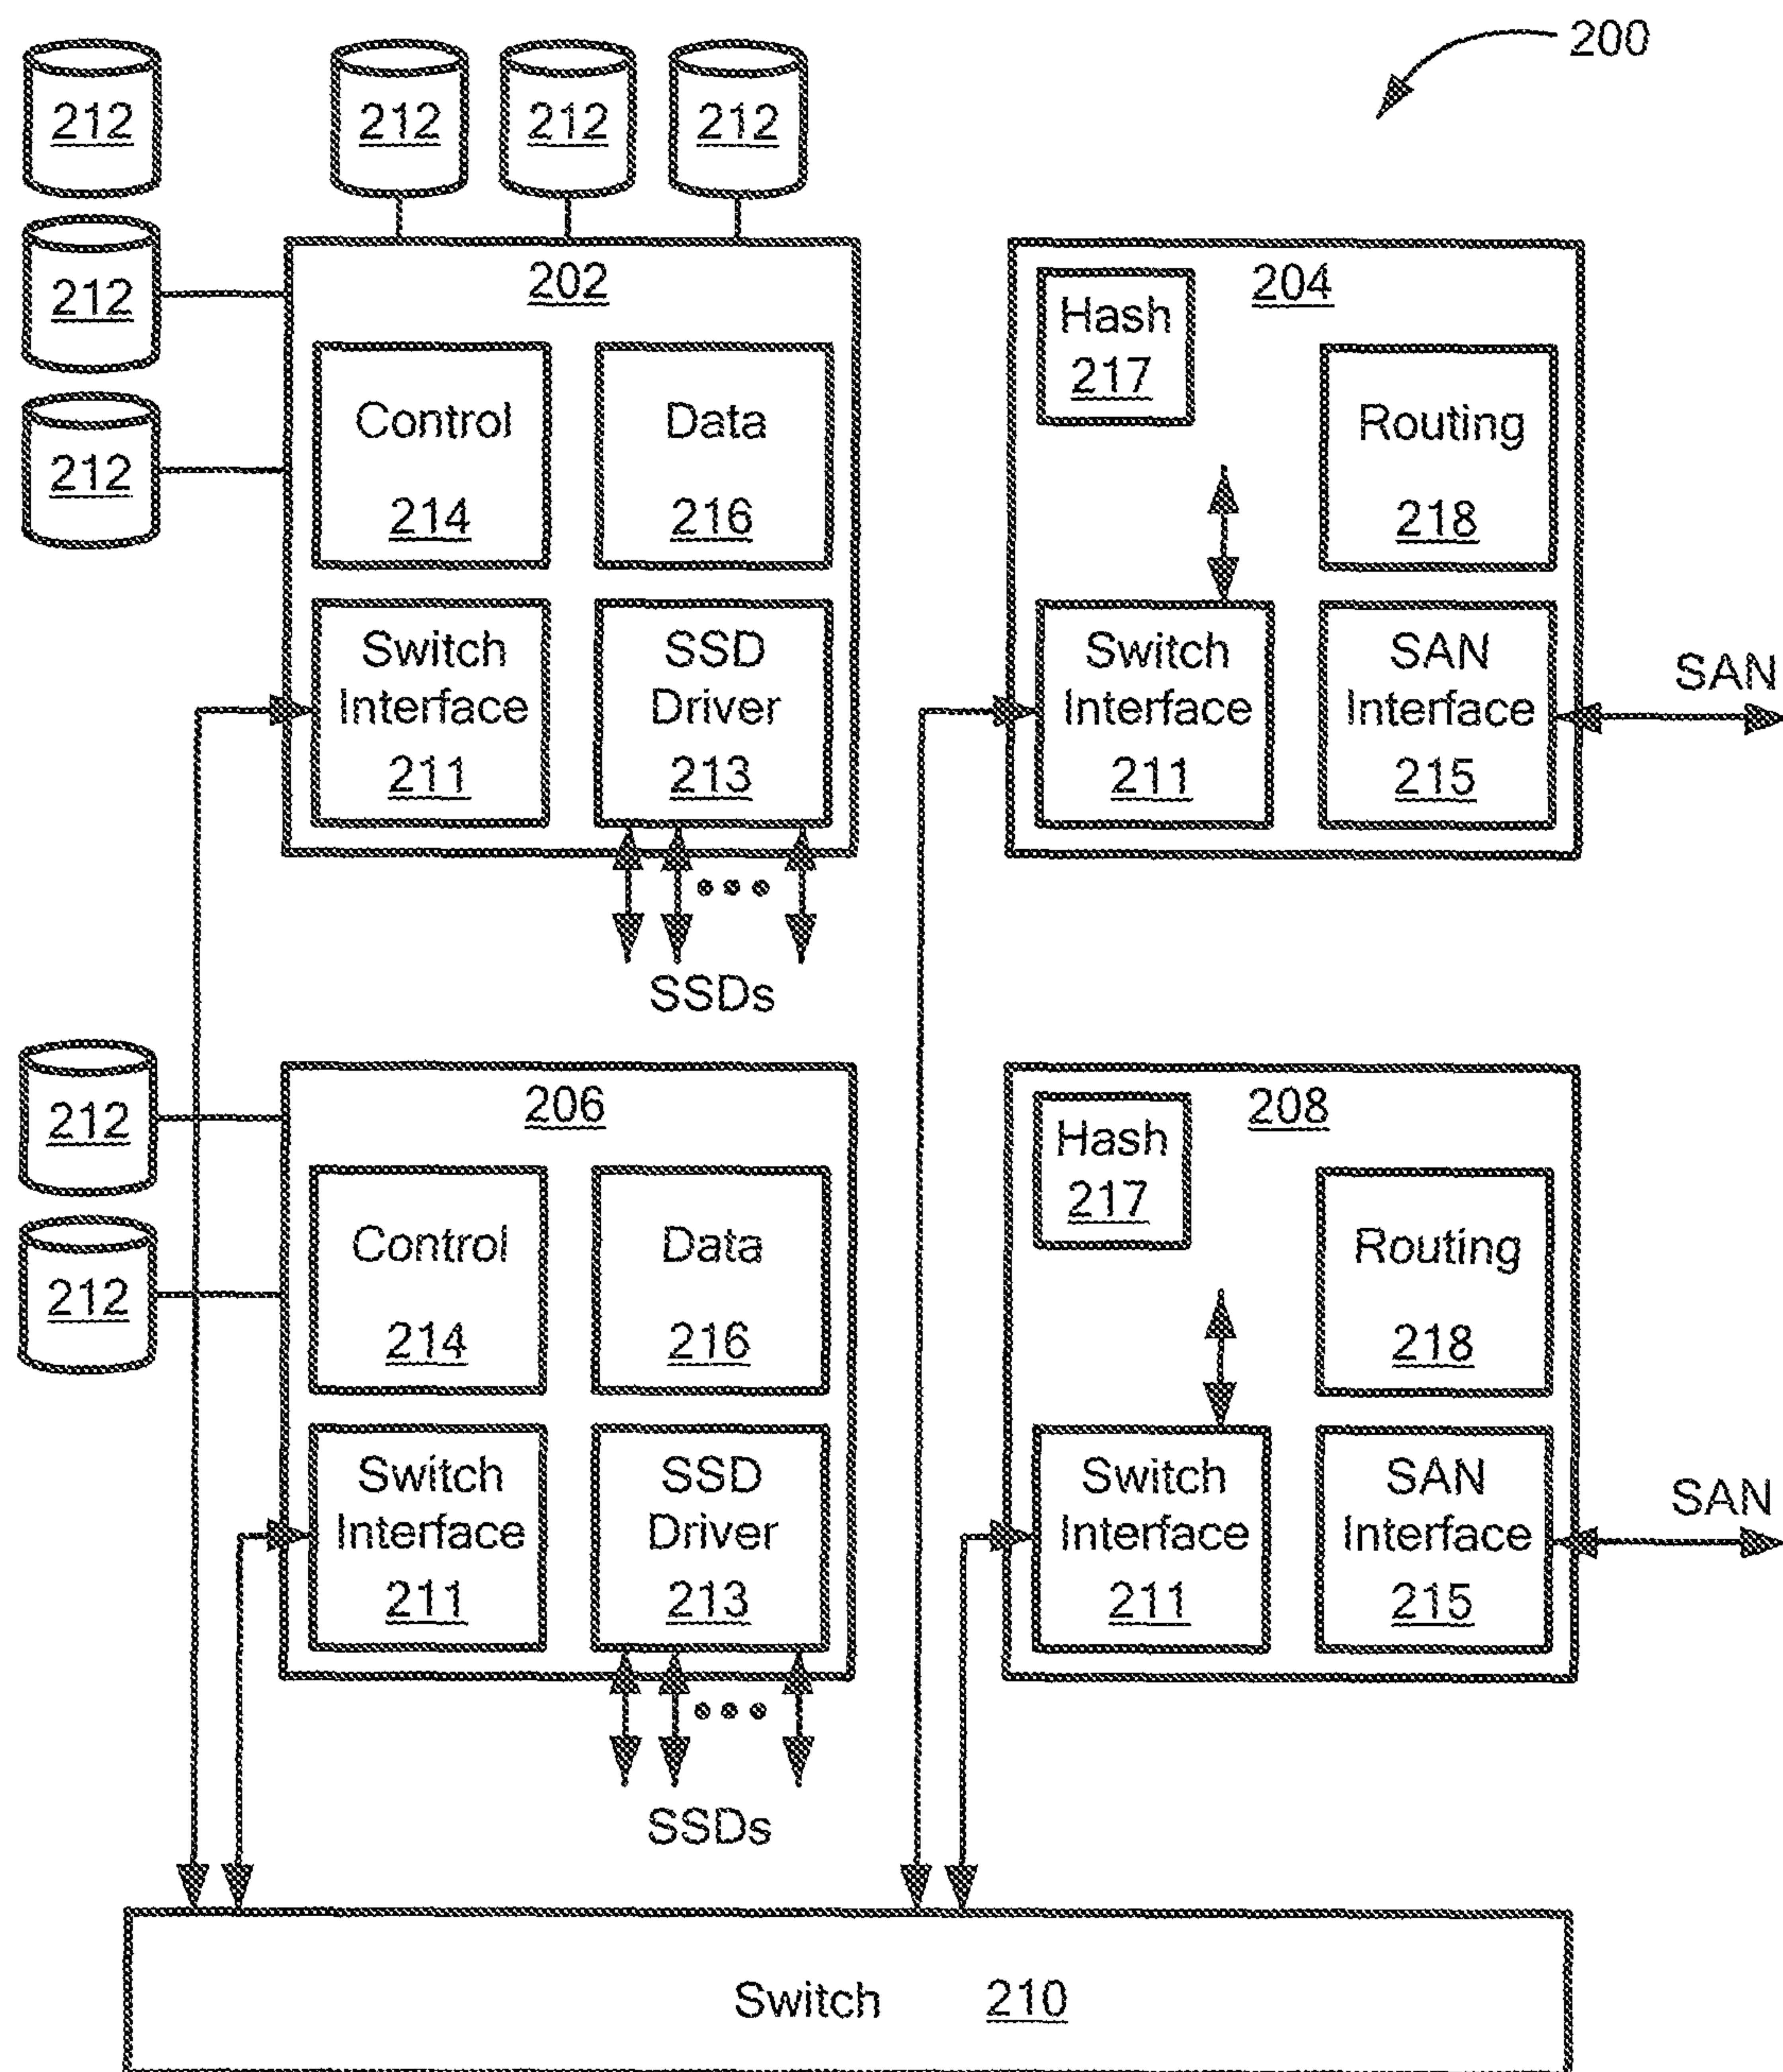 200
212
212
212
212
212
212
202
Control
214
Data
216
Switch
Interface
211
SSD
Driver
213
SSDs
204
Hash
217
Routing
218
Switch
Interface
211
SAN
Interface
215
SAN
212
212
206
Control
214
Data
216
Switch
Interface
211
SSD
Driver
213
SSDs
208
Hash
217
Routing
218
Switch
Interface
211
SAN
Interface
215
SAN
Switch 210